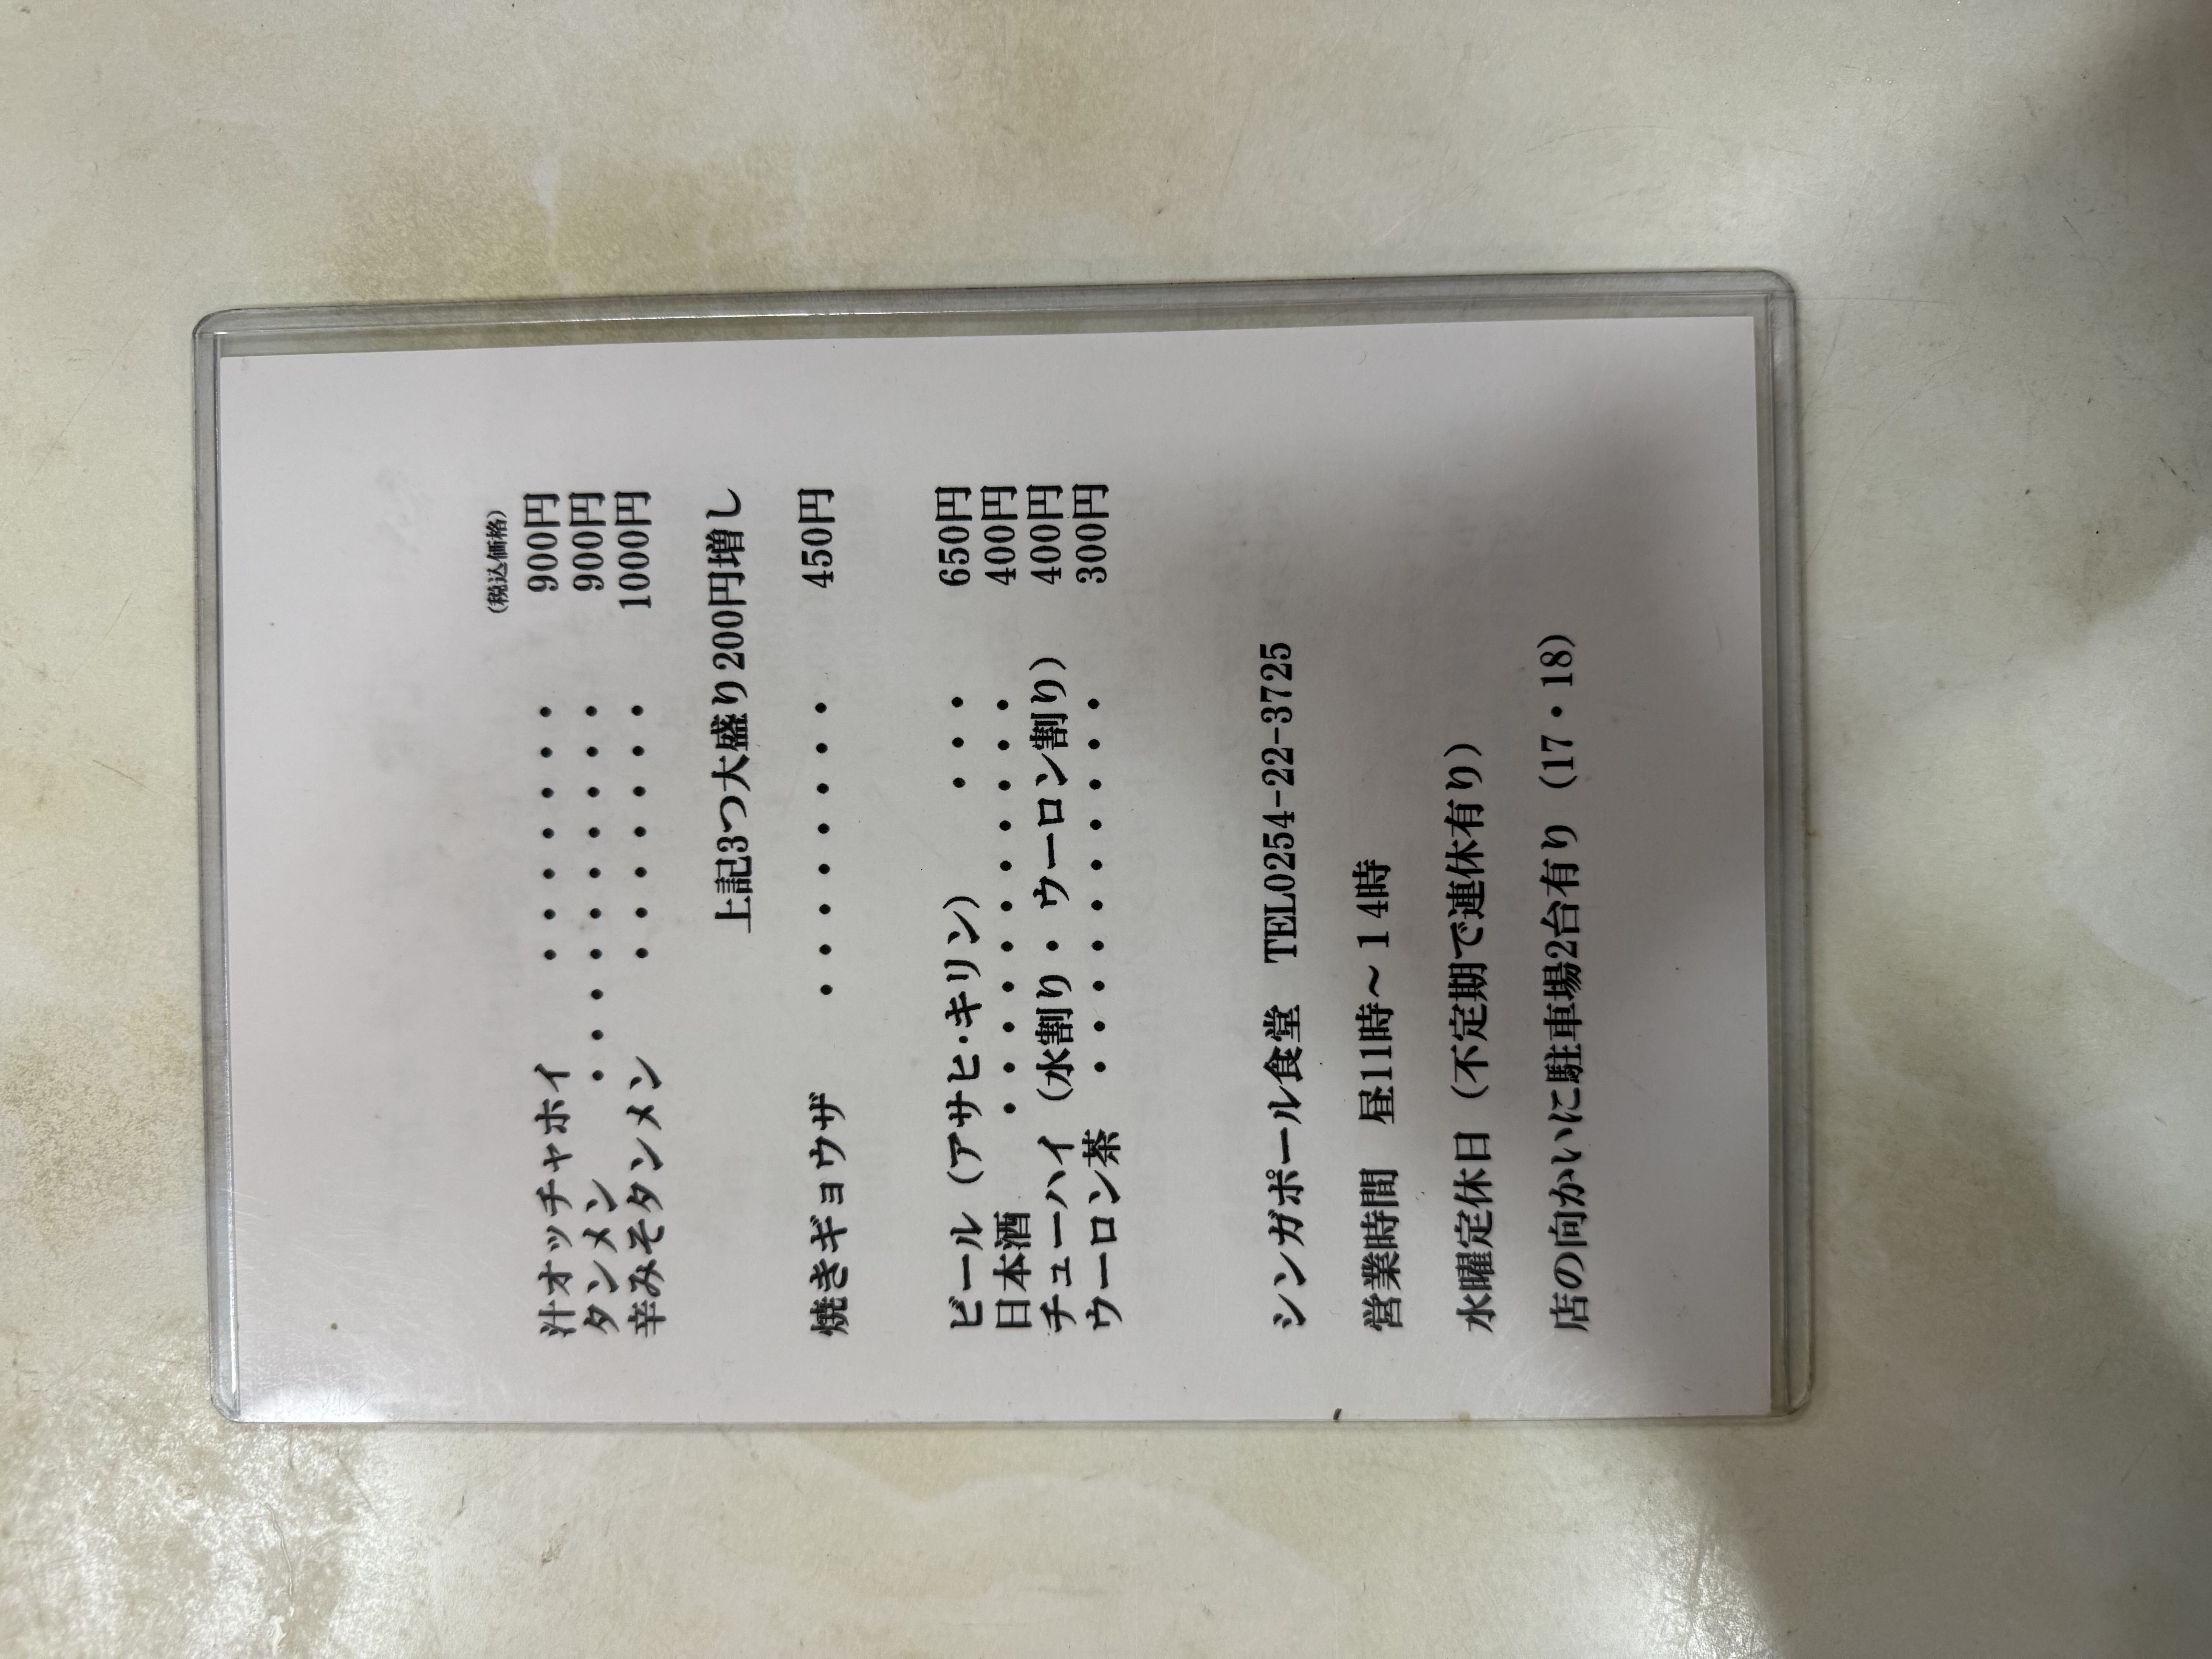 (税込価格)
汁オッチャホイ ・・・・・・・ 900円
タンメン ・・・・・・・・・・ 900円
辛みそタンメン ・・・・・・・ 1000円
上記3つ大盛り200円増し
焼きギョウザ ・・・・・・・・ 450円
ビール(アサヒ・キリン) ・・・ 650円
日本酒 ・・・・・・・・・・・ 400円
チューハイ(水割り・ウーロン割り) 400円
ウーロン茶 ・・・・・・・・・・ 300円
シンガポール食堂 TEL0254-22-3725
営業時間 昼11時～14時
水曜定休日(不定期で連休有り)
店の向かいに駐車場2台有り(17・18)